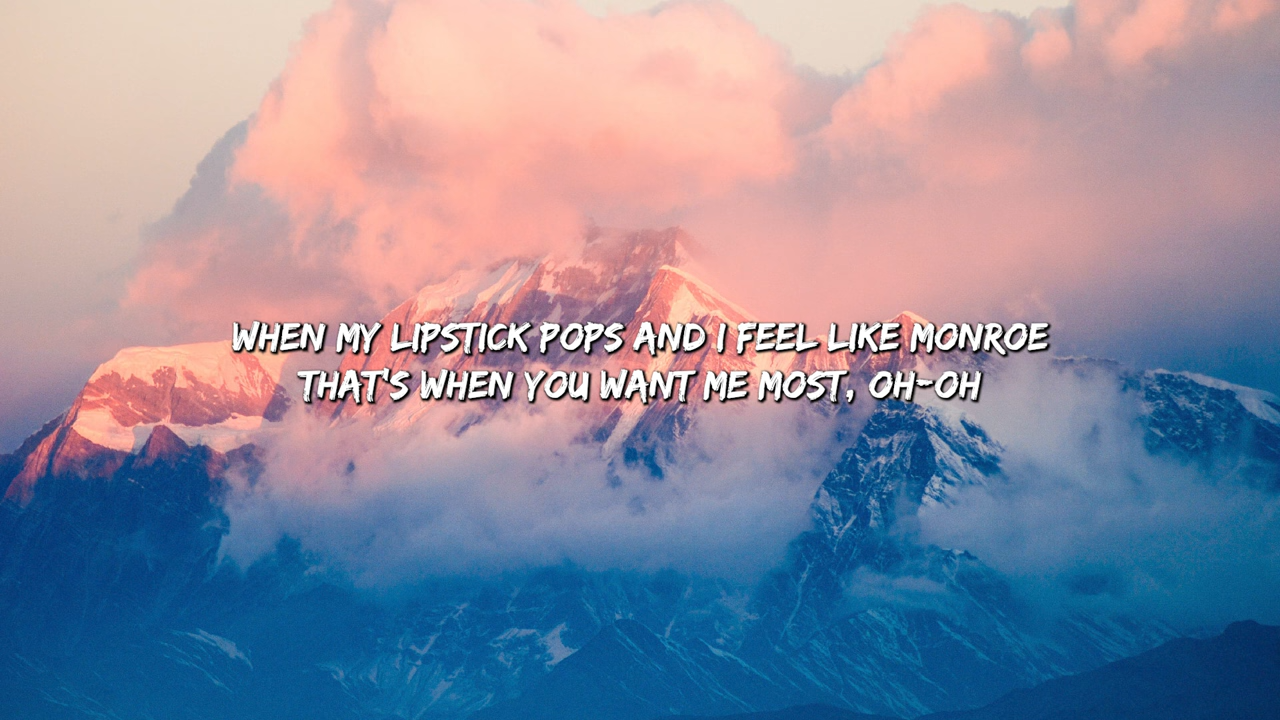 WHEN MY LIPSTICK POPS AND I FEEL LIKE MONROE
THAT'S WHEN YOU WANT ME MOST, OH-OH